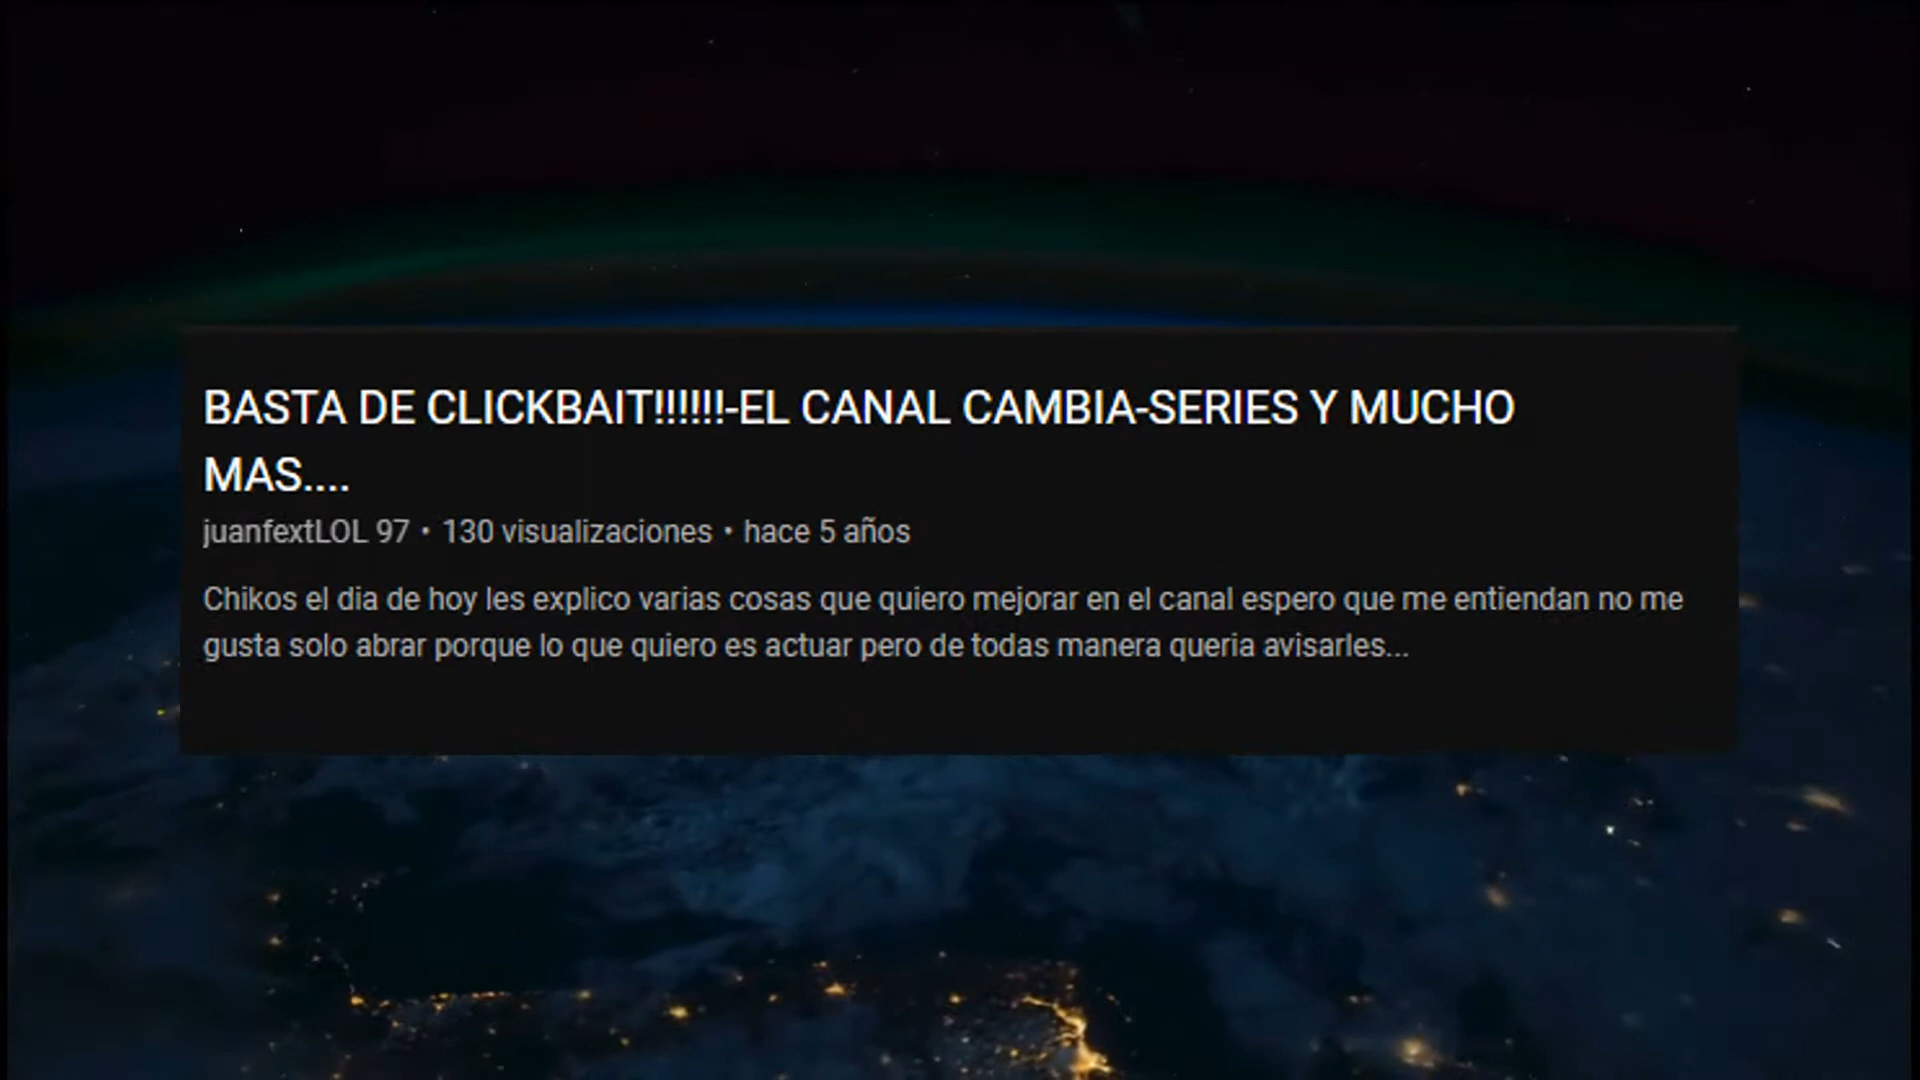 BASTA DE CLICKBAIT!!!!!!-EL CANAL CAMBIA-SERIES Y MUCHO
MAS....
juanfextLOL 97 • 130 visualizaciones • hace 5 años
Chikos el dia de hoy les explico varias cosas que quiero mejorar en el canal espero que me entiendan no me
gusta solo abrar porque lo que quiero es actuar pero de todas manera queria avisarles...